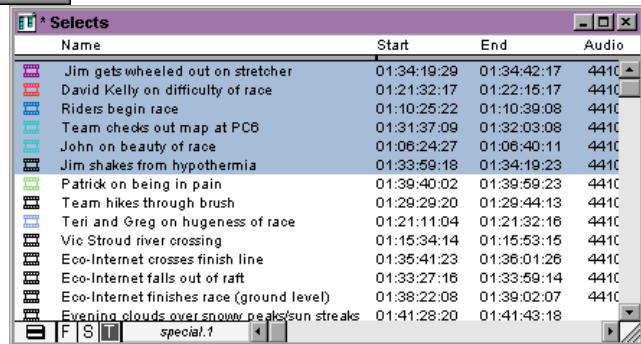 * Selects
Name Start End Audio
Jim gets wheeled out on stretcher 01:34:19:29 01:34:42:17 4410
David Kelly on difficulty of race 01:21:32:17 01:22:15:17 4410
Riders begin race 01:10:25:22 01:10:39:08 4410
Team checks out map at PC6 01:31:37:09 01:32:03:08 4410
John on beauty of race 01:06:24:27 01:06:40:11 4410
Jim shakes from hypothermia 01:33:59:18 01:34:19:23 4410
Patrick on being in pain 01:39:40:02 01:39:59:23 4410
Team hikes through brush 01:29:29:20 01:29:44:13 4410
Teri and Greg on hugeness of race 01:21:11:04 01:21:32:16 4410
Vic Stroud river crossing 01:15:34:14 01:15:53:15 4410
Eco-Internet crosses finish line 01:35:41:23 01:36:01:26 4410
Eco-Internet falls out of raft 01:33:27:16 01:33:59:14 4410
Eco-Internet finishes race (ground level) 01:38:22:08 01:39:02:07 4410
Evening clouds over snowy peaks/sun streaks 01:41:28:20 01:41:43:18
F S T special.1